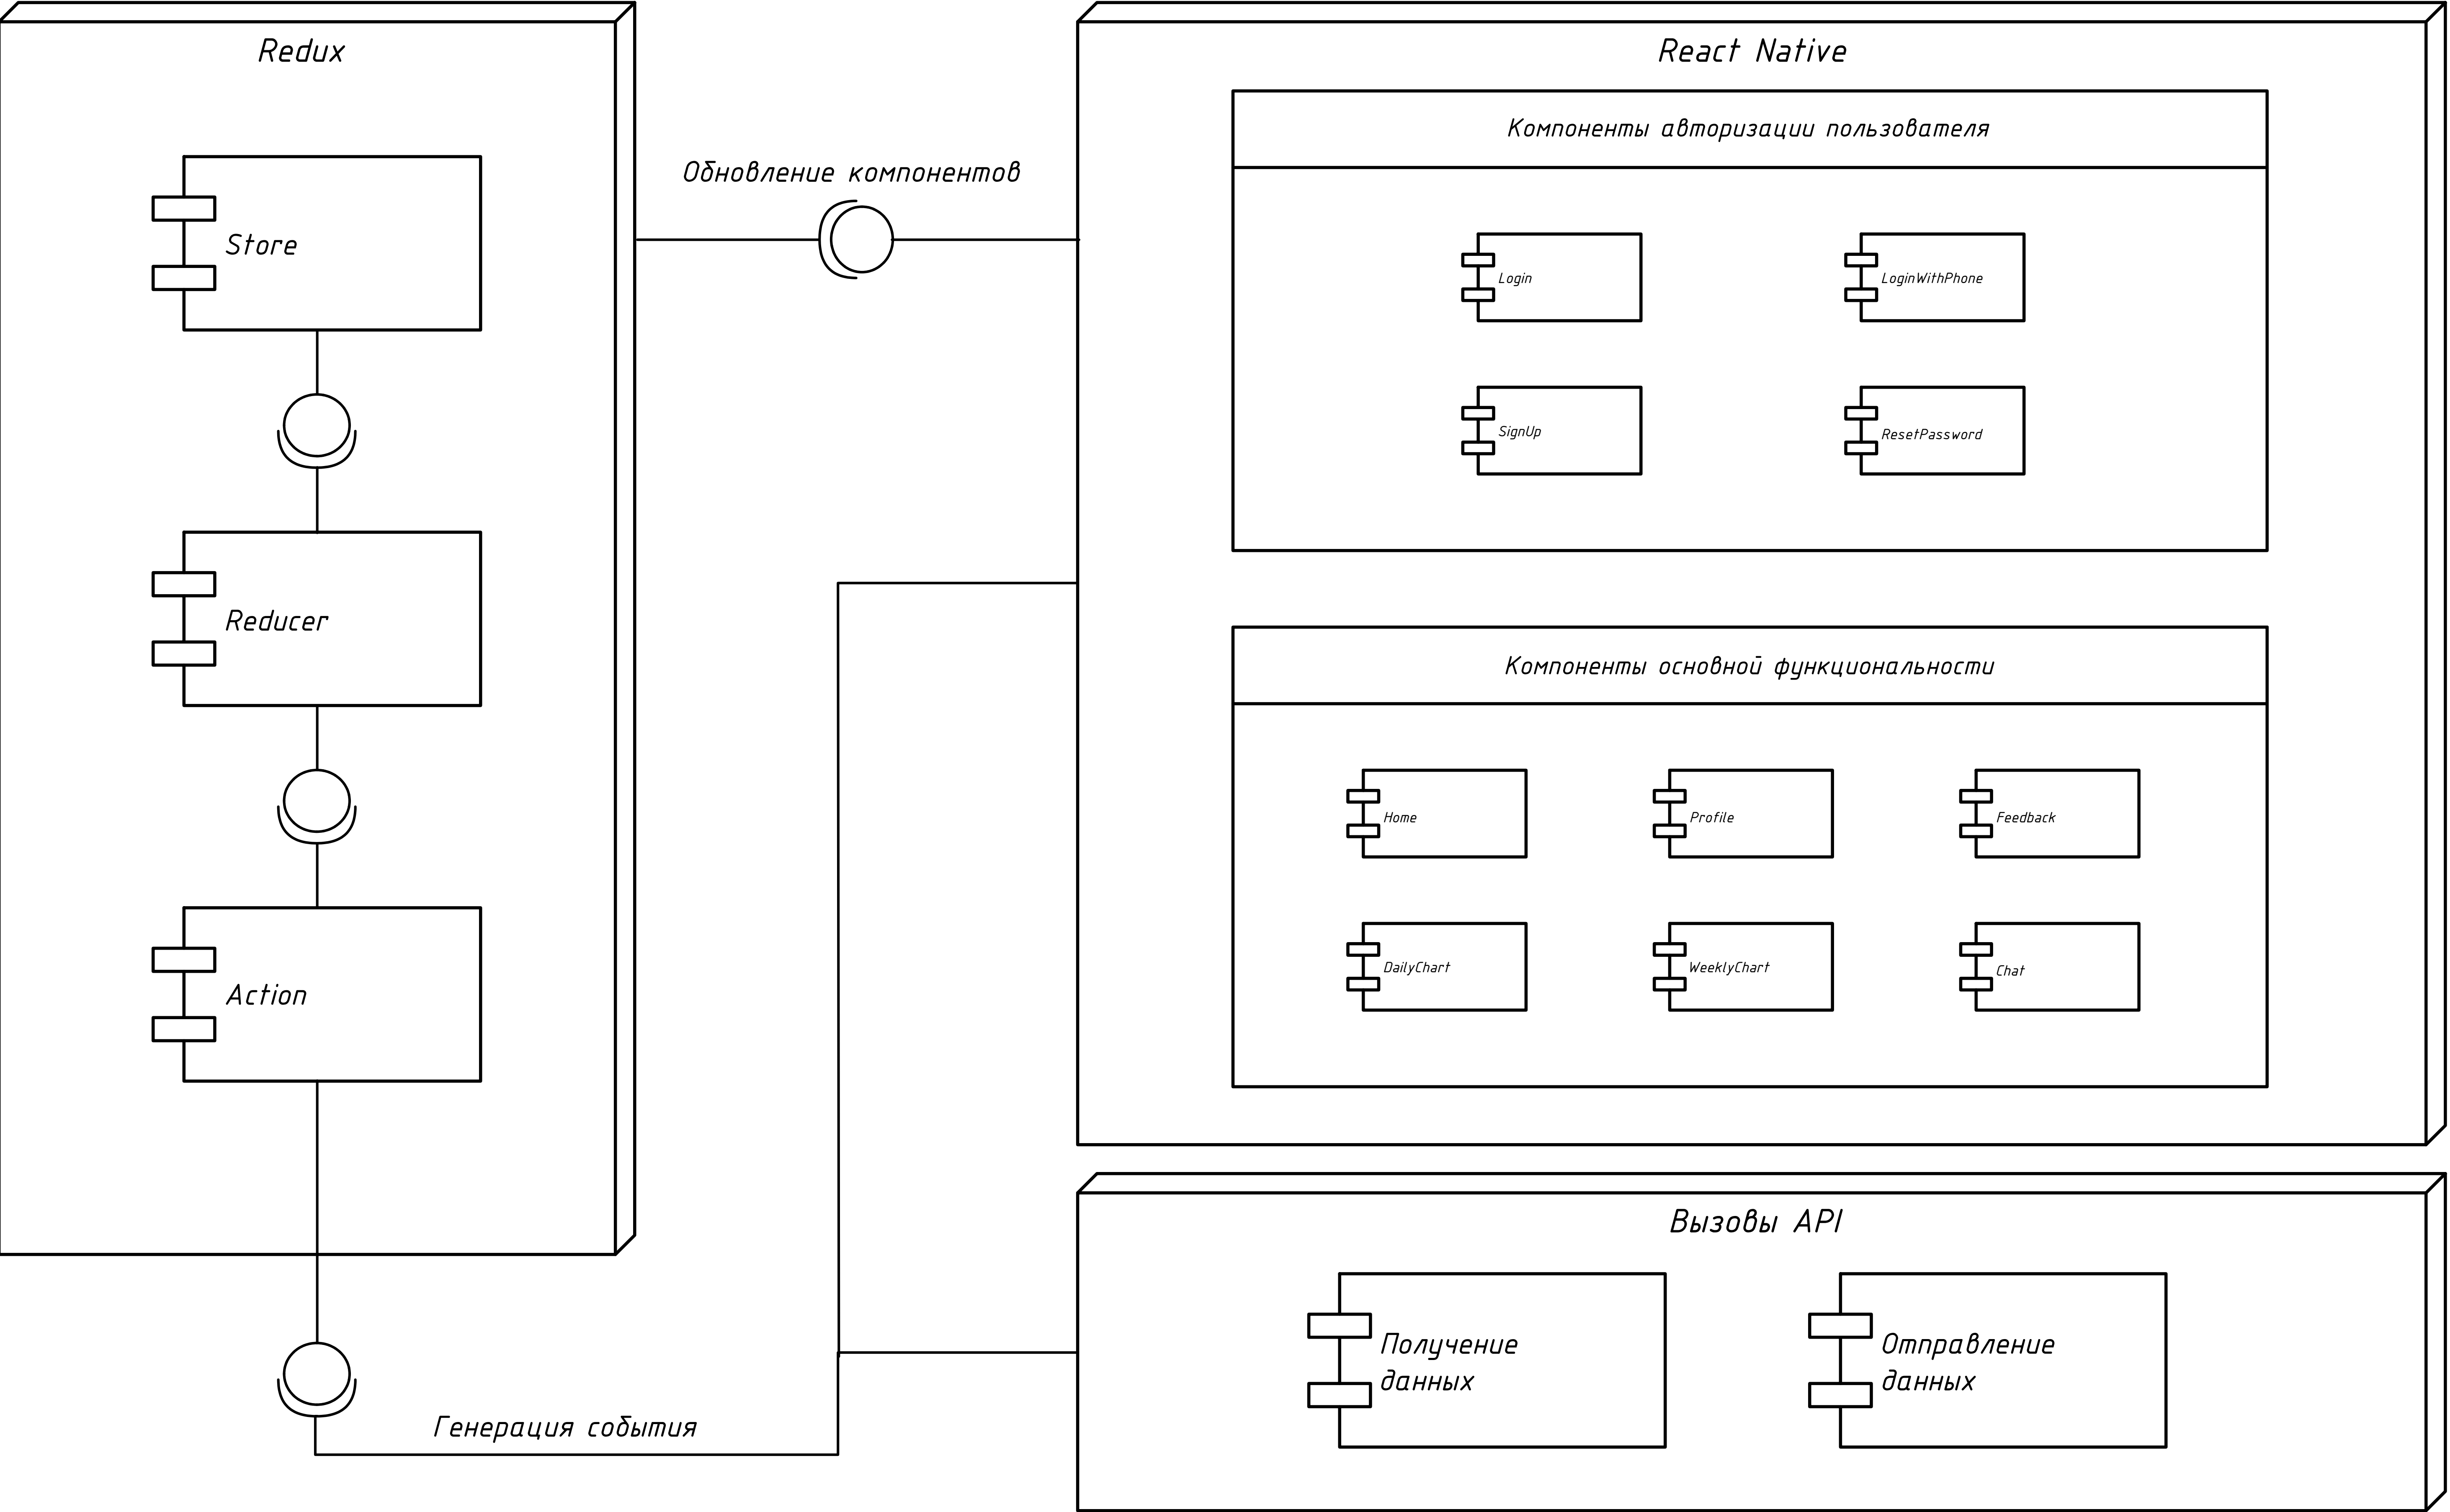 Redux
Store
Reducer
Action
Обновление компонентов
Генерация события
React Native
Компоненты авторизации пользователя
Login
LoginWithPhone
SignUp
ResetPassword
Компоненты основной функциональности
Home
Profile
Feedback
DailyChart
WeeklyChart
Chat
Вызовы API
Получение
данных
Отправление
данных